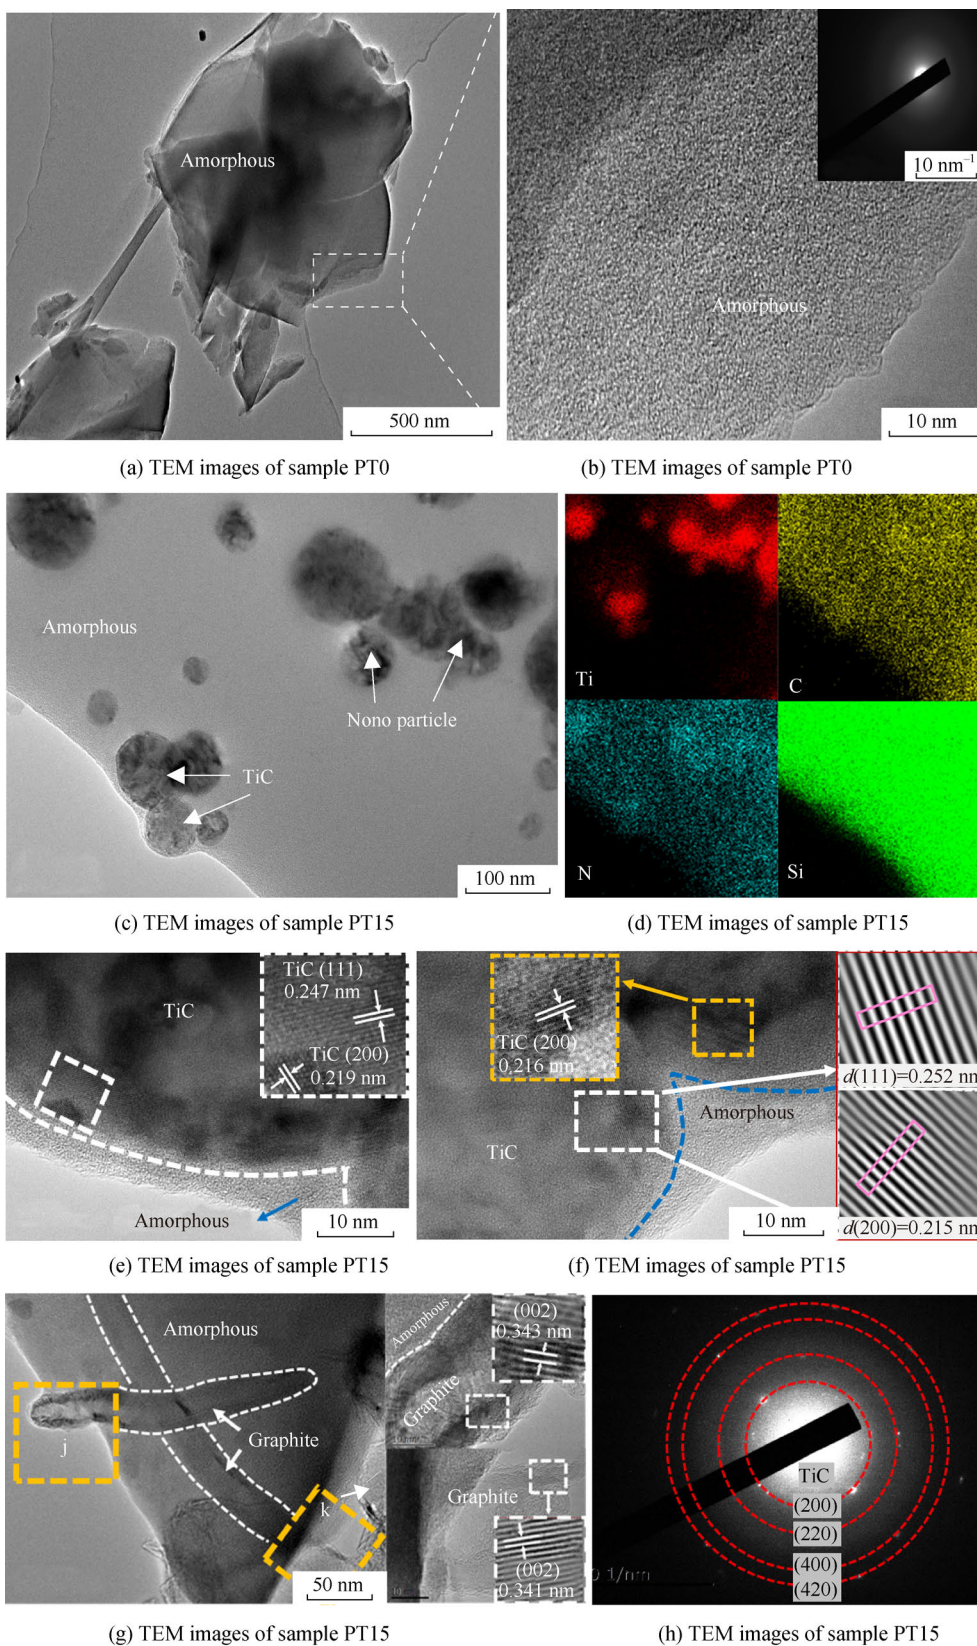 Amorphous
500 nm
10 nm⁻¹
Amorphous
10 nm
(a) TEM images of sample PT0
(b) TEM images of sample PT0
Amorphous
Nono particle
TiC
100 nm
Ti
C
N
Si
(c) TEM images of sample PT15
(d) TEM images of sample PT15
TiC
TiC (111)
0.247 nm
TiC (200)
0.219 nm
Amorphous
10 nm
TiC (200)
0.216 nm
Amorphous
TiC
10 nm
d(111)=0.252 nm
d(200)=0.215 nm
(e) TEM images of sample PT15
(f) TEM images of sample PT15
Amorphous
Graphite
j
k
50 nm
Amorphous
Graphite
(002)
0.343 nm
Graphite
(002)
0.341 nm
TiC
(200)
(220)
(400)
(420)
0 1/nm
(g) TEM images of sample PT15
(h) TEM images of sample PT15